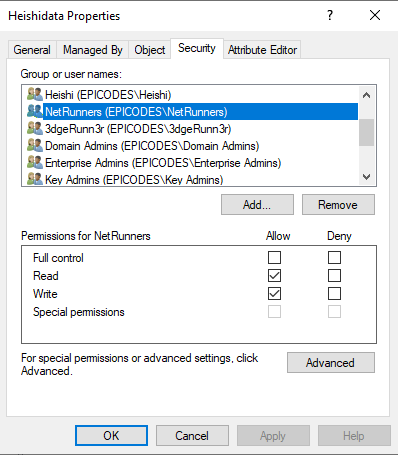 Heishidata Properties
? ×
General Managed By Object Security Attribute Editor
Group or user names:
Heishi (EPICODES\Heishi)
NetRunners (EPICODES\NetRunners)
3dgeRunn3r (EPICODES\3dgeRunn3r)
Domain Admins (EPICODES\Domain Admins)
Enterprise Admins (EPICODES\Enterprise Admins)
Key Admins (EPICODES\Key Admins)
Add... Remove
Permissions for NetRunners Allow Deny
Full control
Read
Write
Special permissions
For special permissions or advanced settings, click
Advanced.
Advanced
OK Cancel Apply Help